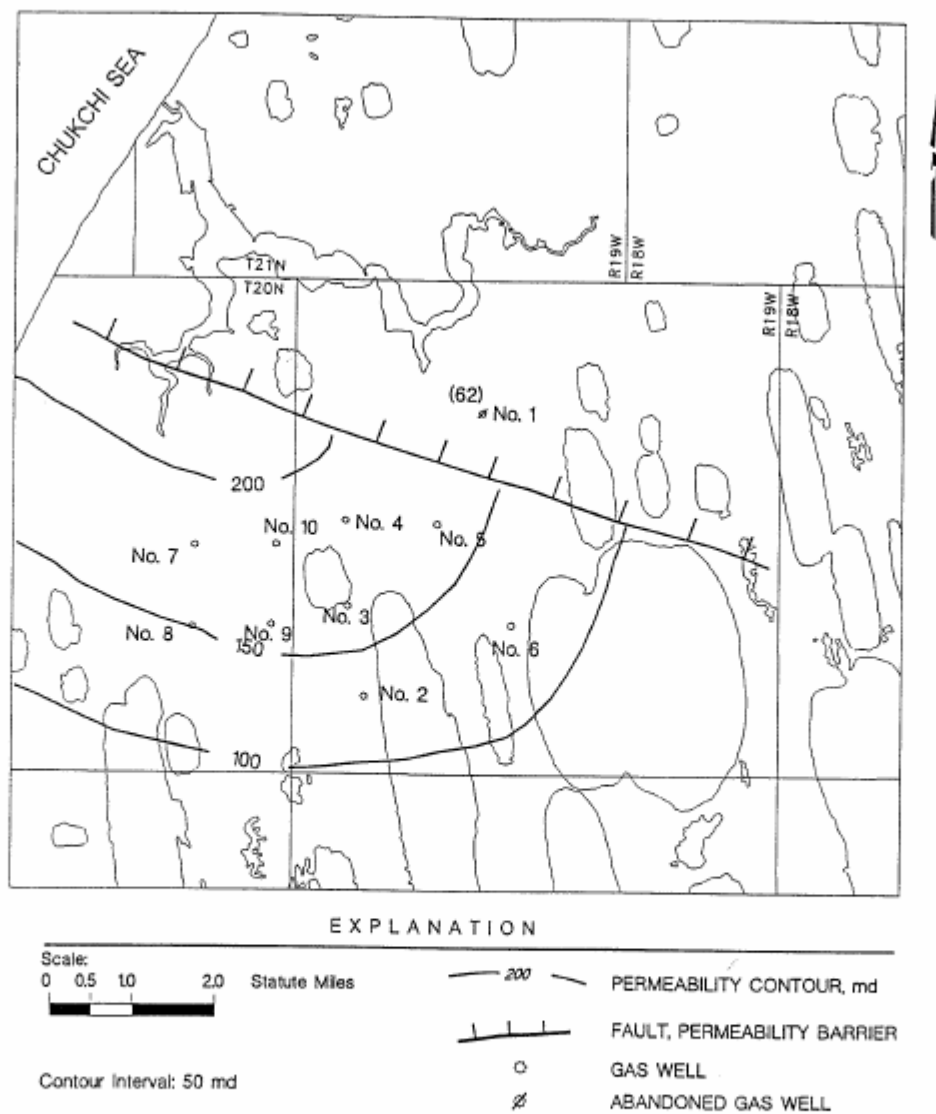 CHUKCHI SEA
T21N
T20N
R19W
R18W
R19W
R18W
(62)
No. 1
200
No. 10
No. 4
No. 5
No. 7
No. 3
No. 8
No. 9
150
No. 6
No. 2
100
EXPLANATION
Scale:
0 0.5 1.0 2.0 Statute Miles
200 PERMEABILITY CONTOUR, md
FAULT, PERMEABILITY BARRIER
GAS WELL
Contour Interval: 50 md
ABANDONED GAS WELL